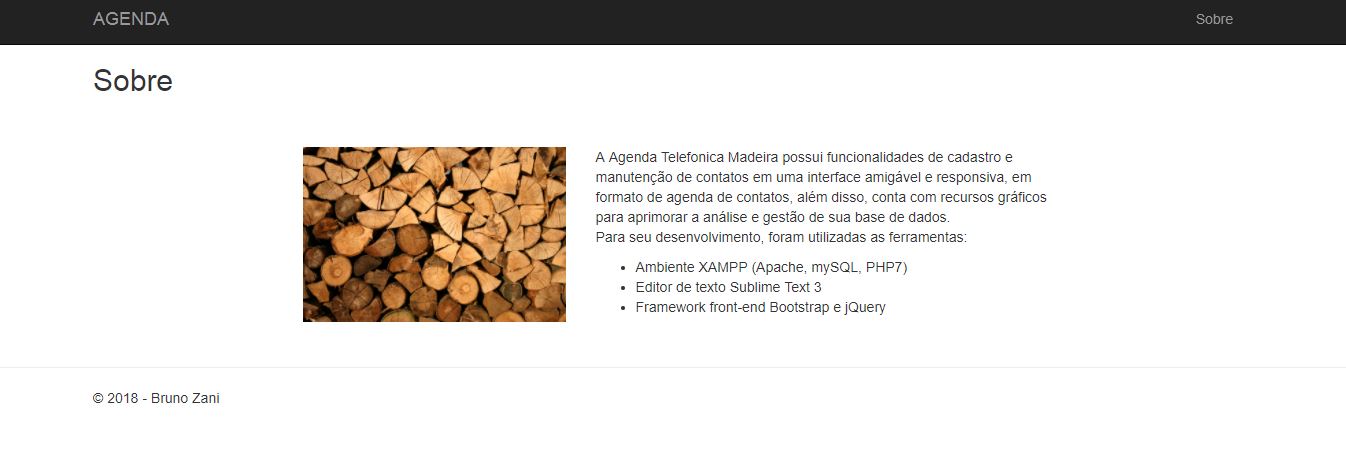 AGENDA
Sobre
Sobre
A Agenda Telefonica Madeira possui funcionalidades de cadastro e
manutenção de contatos em uma interface amigável e responsiva, em
formato de agenda de contatos, além disso, conta com recursos gráficos
para aprimorar a análise e gestão de sua base de dados.
Para seu desenvolvimento, foram utilizadas as ferramentas:
• Ambiente XAMPP (Apache, mySQL, PHP7)
• Editor de texto Sublime Text 3
• Framework front-end Bootstrap e jQuery
© 2018 - Bruno Zani